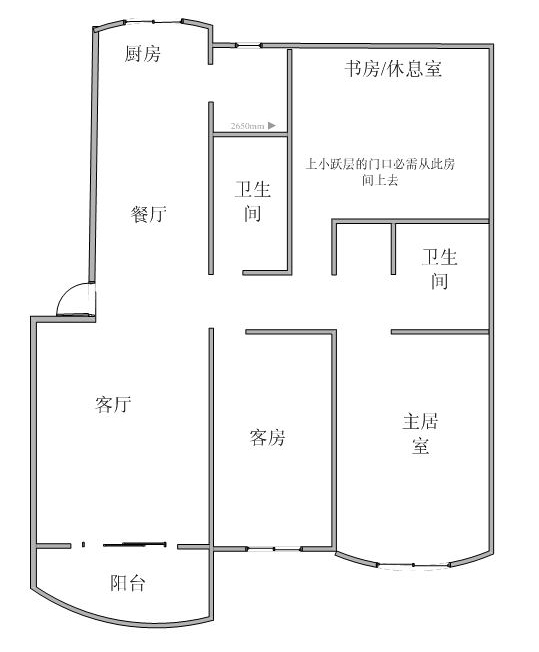 厨房
书房/休息室
2650mm
上小跃层的门口必需从此房
间上去
卫生
间
餐厅
卫生
间
客厅
客房
主居
室
阳台